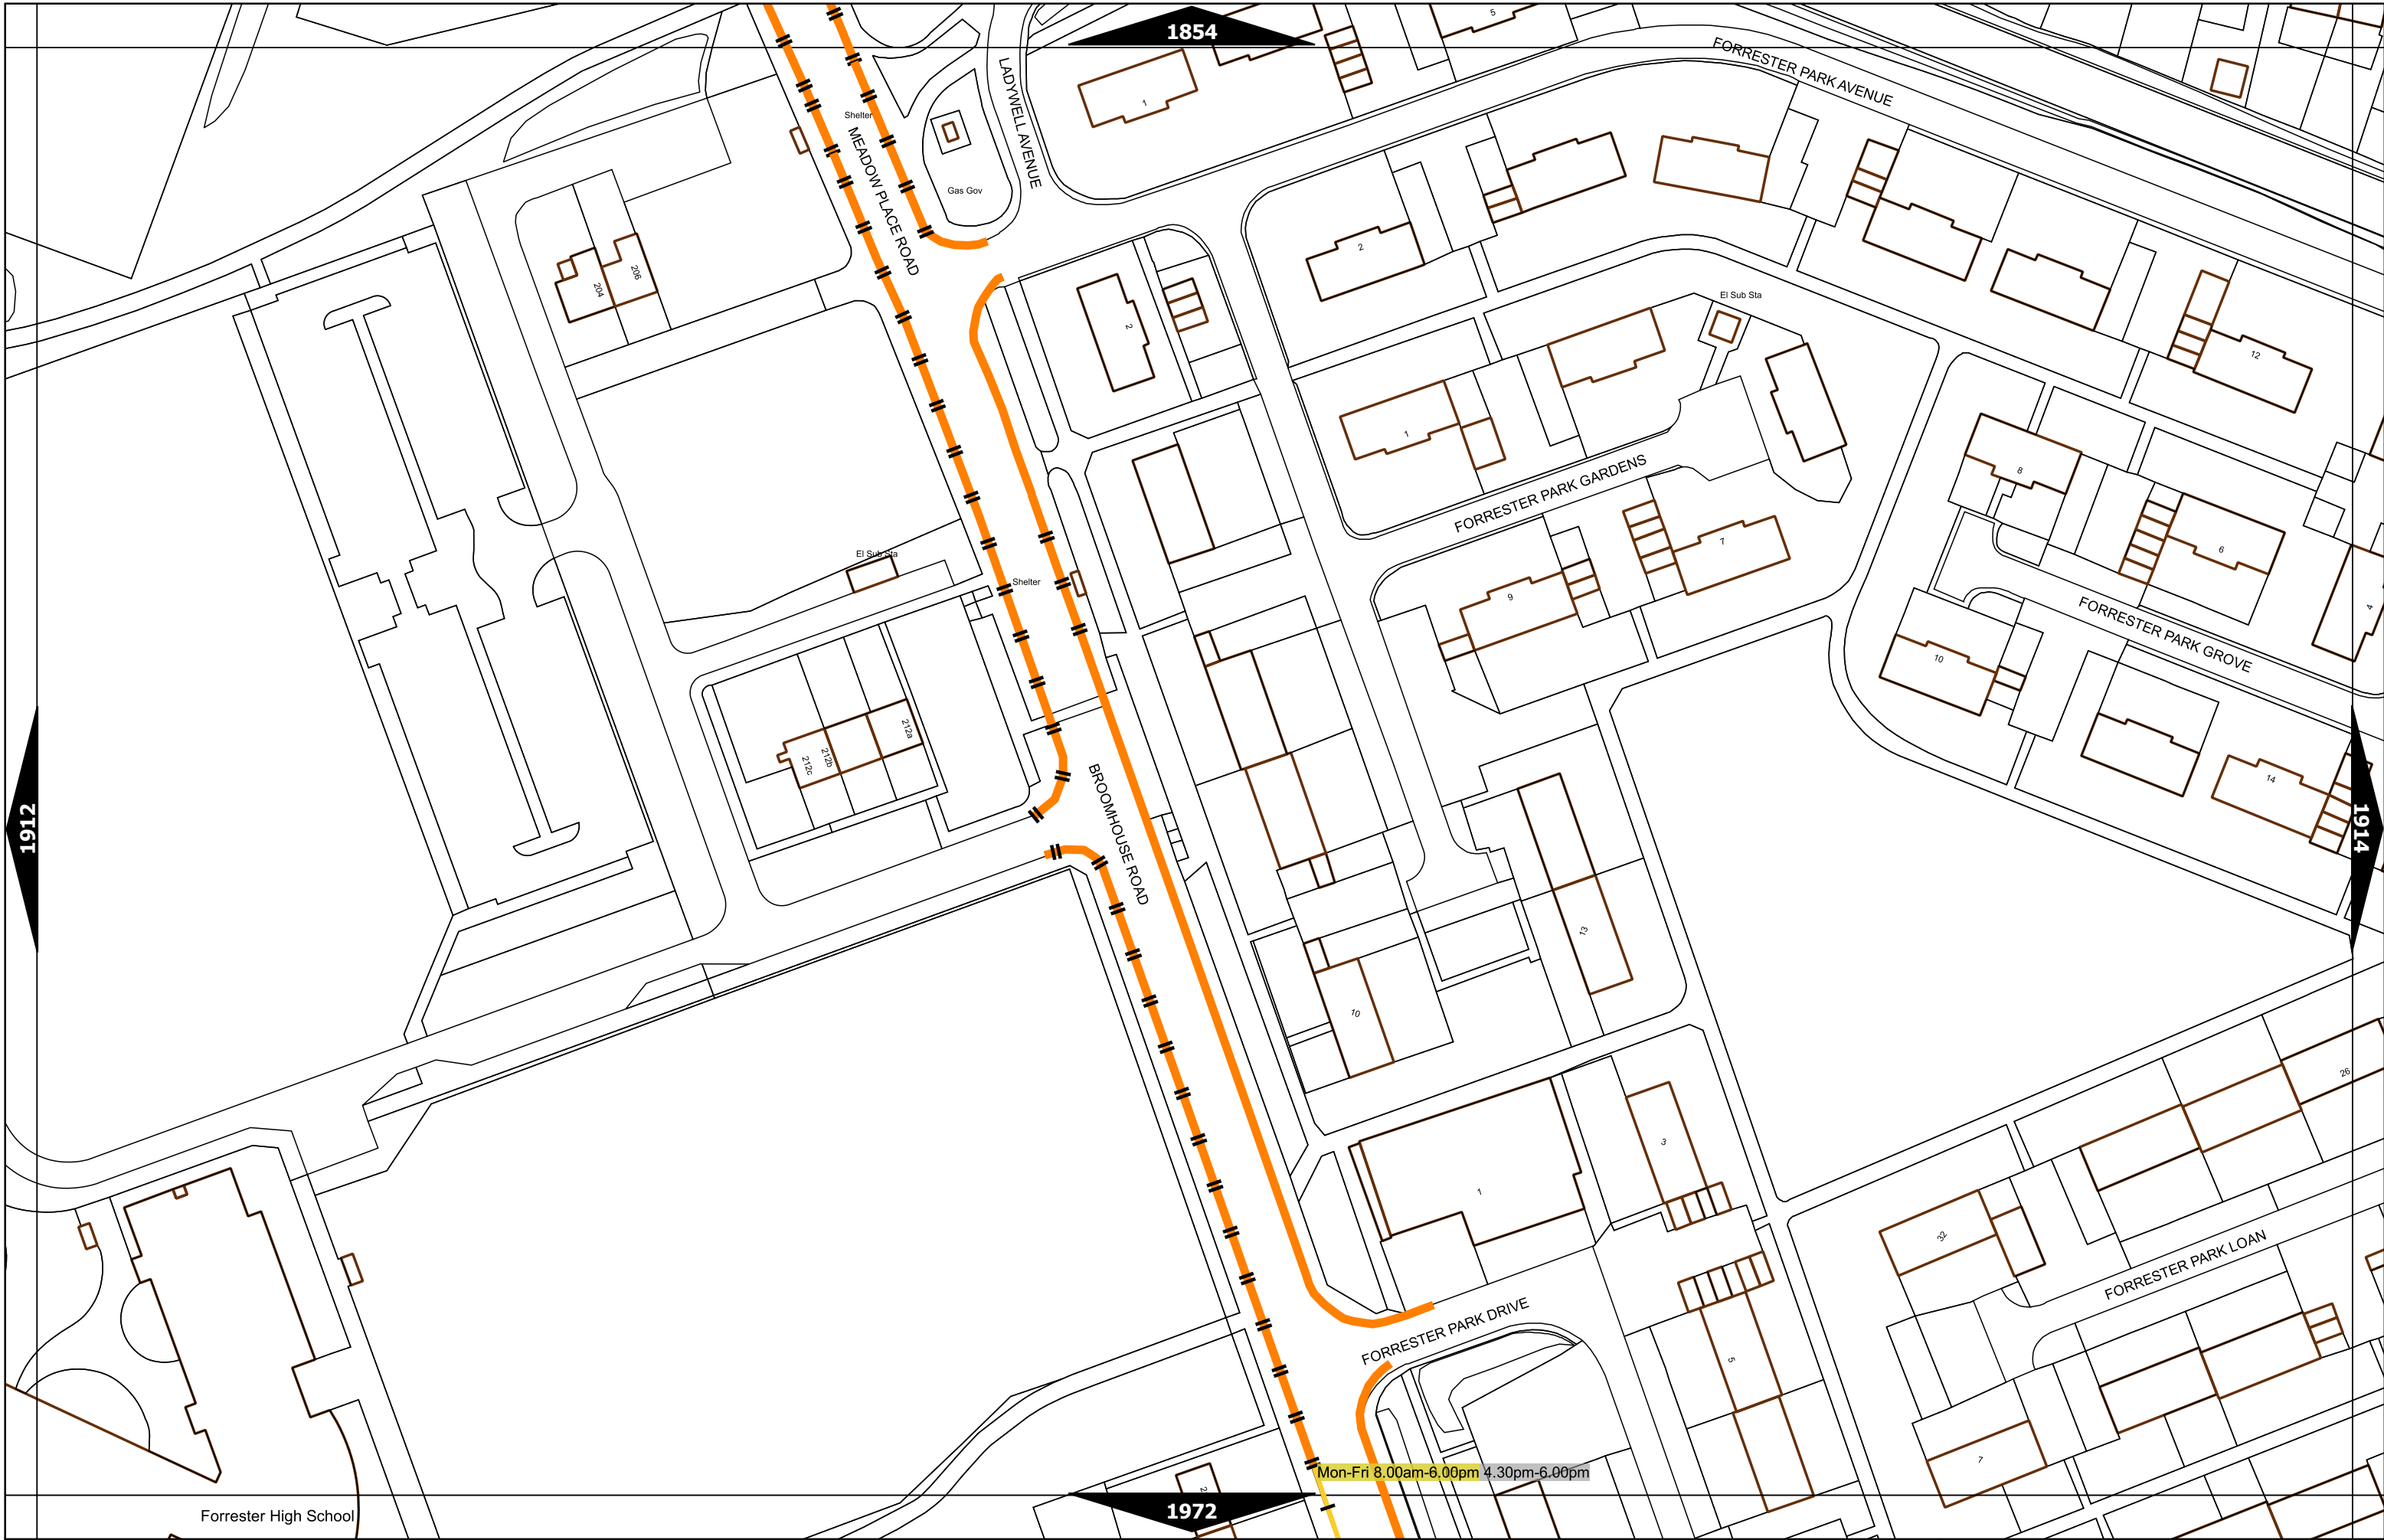 1854
5
FORRESTER PARK AVENUE
LADYWELL AVENUE
1
Shelter
MEADOW PLACE ROAD
Gas Gov
2
206
204
El Sub Sta
2
12
1
8
FORRESTER PARK GARDENS
7
6
El Sub Sta
Shelter
9
4
FORRESTER PARK GROVE
10
212a
212b
212c
14
BROOMHOUSE ROAD
1912
1914
13
10
26
3
1
32
FORRESTER PARK LOAN
FORRESTER PARK DRIVE
5
7
Mon-Fri 8.00am-6.00pm 4.30pm-6.00pm
Forrester High School
1972